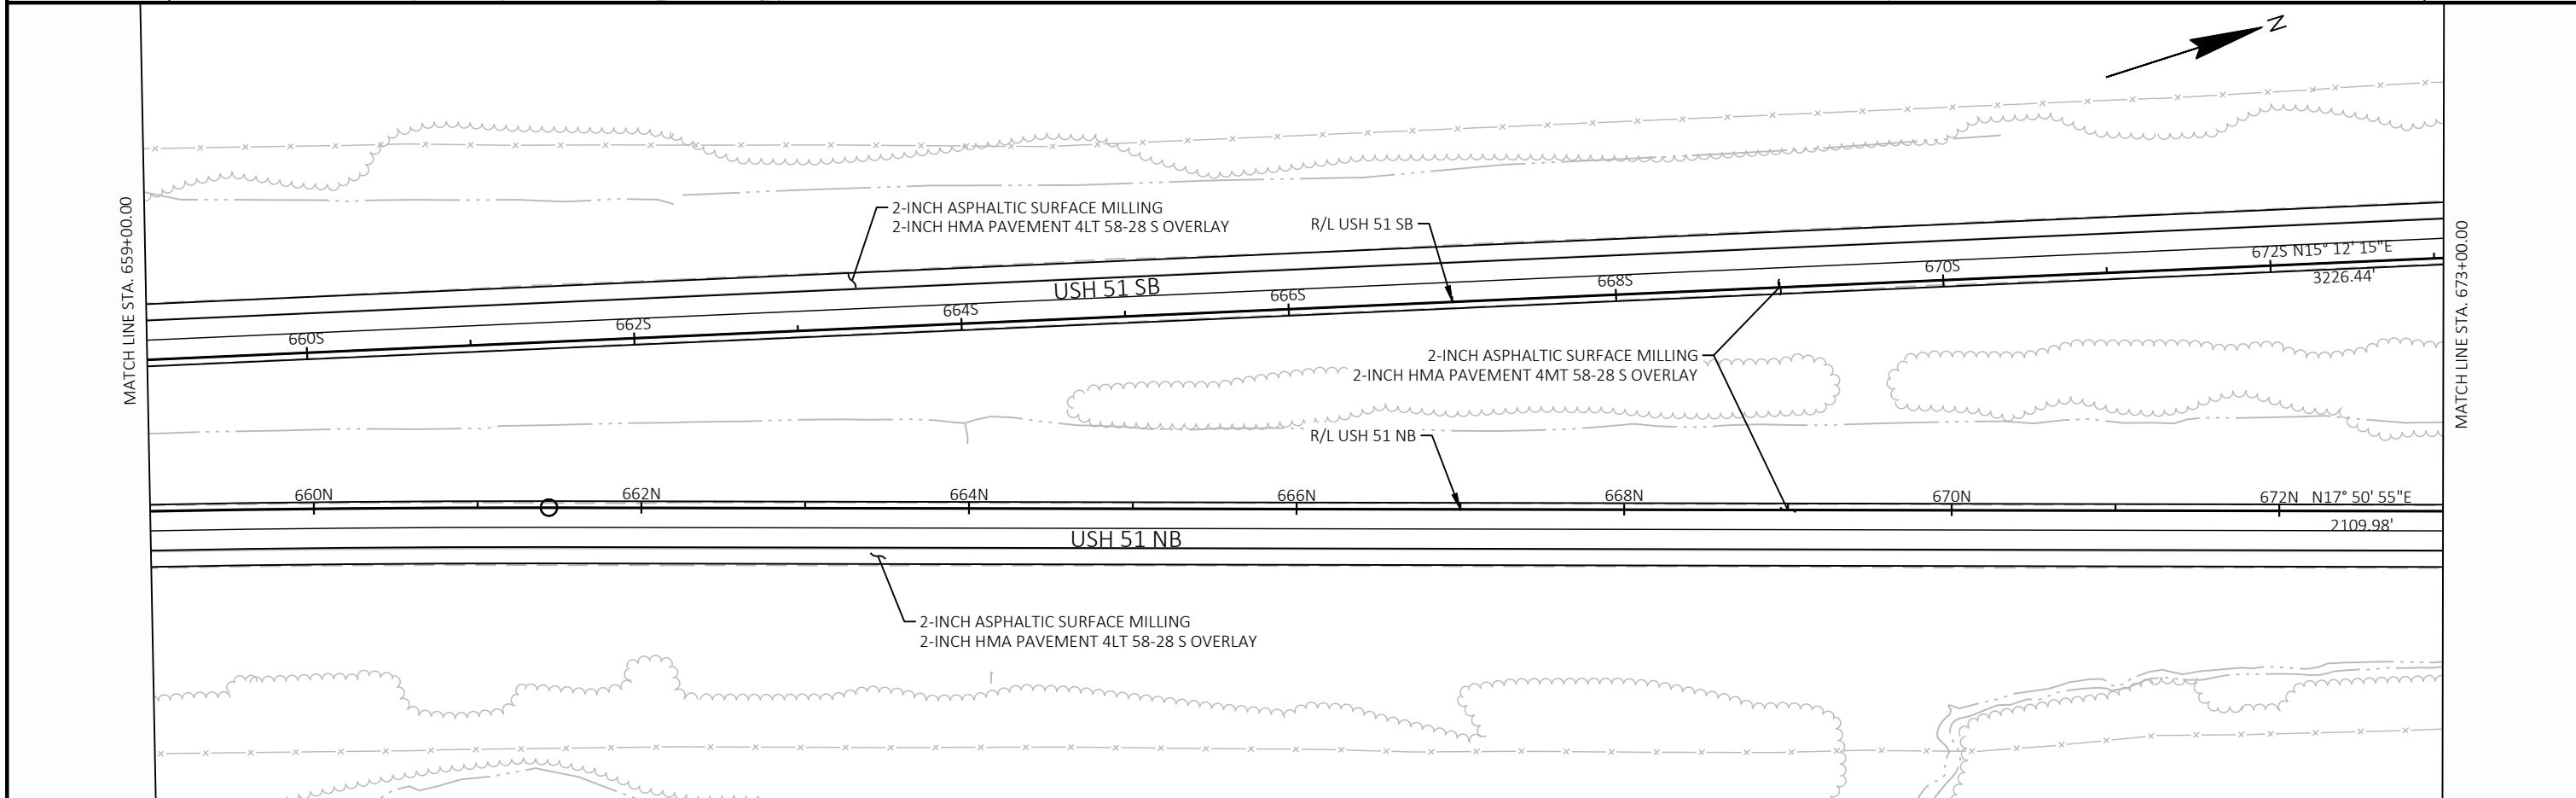 N
MATCH LINE STA. 659+00.00
2-INCH ASPHALTIC SURFACE MILLING
2-INCH HMA PAVEMENT 4LT 58-28 S OVERLAY
R/L USH 51 SB
USH 51 SB
660S
662S
664S
666S
668S
670S
672S N15° 12' 15"E
3226.44'
MATCH LINE STA. 673+00.00
2-INCH ASPHALTIC SURFACE MILLING
2-INCH HMA PAVEMENT 4MT 58-28 S OVERLAY
R/L USH 51 NB
660N
662N
664N
666N
668N
670N
672N N17° 50' 55"E
2109.98'
USH 51 NB
2-INCH ASPHALTIC SURFACE MILLING
2-INCH HMA PAVEMENT 4LT 58-28 S OVERLAY